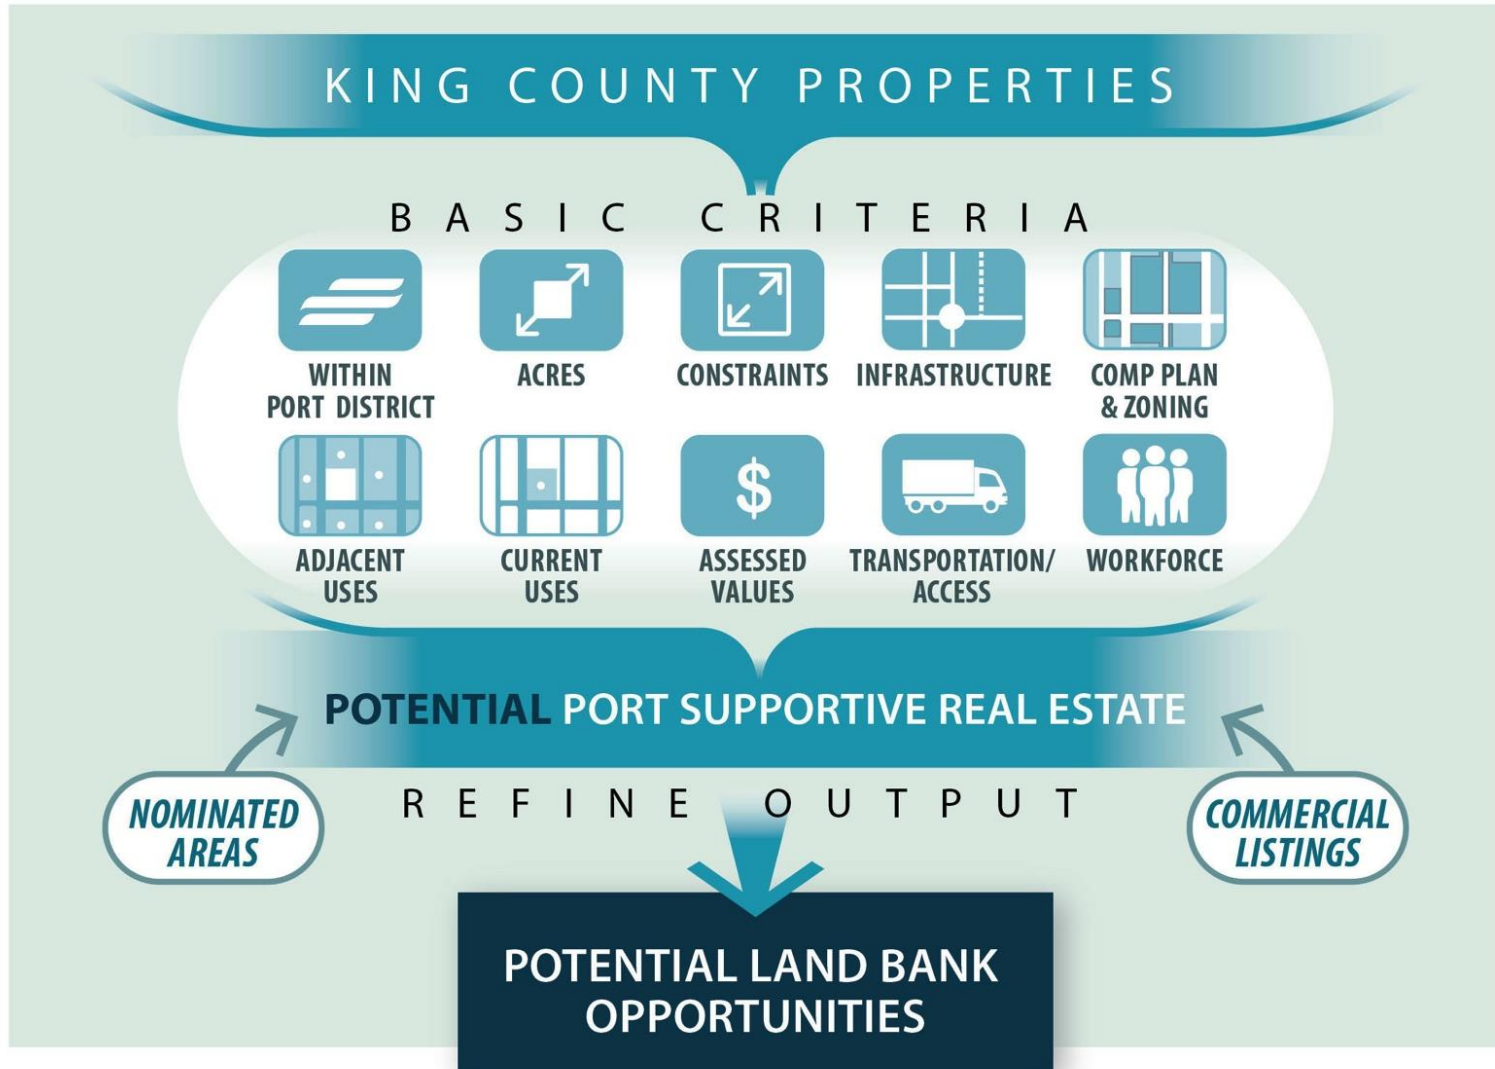 KING COUNTY PROPERTIES
BASIC CRITERIA
WITHIN
PORT DISTRICT
ACRES
CONSTRAINTS
INFRASTRUCTURE
COMP PLAN
& ZONING
ADJACENT
USES
CURRENT
USES
$
ASSESSED
VALUES
TRANSPORTATION/
ACCESS
WORKFORCE
POTENTIAL PORT SUPPORTIVE REAL ESTATE
NOMINATED
AREAS
REFINE OUTPUT
COMMERCIAL
LISTINGS
POTENTIAL LAND BANK
OPPORTUNITIES